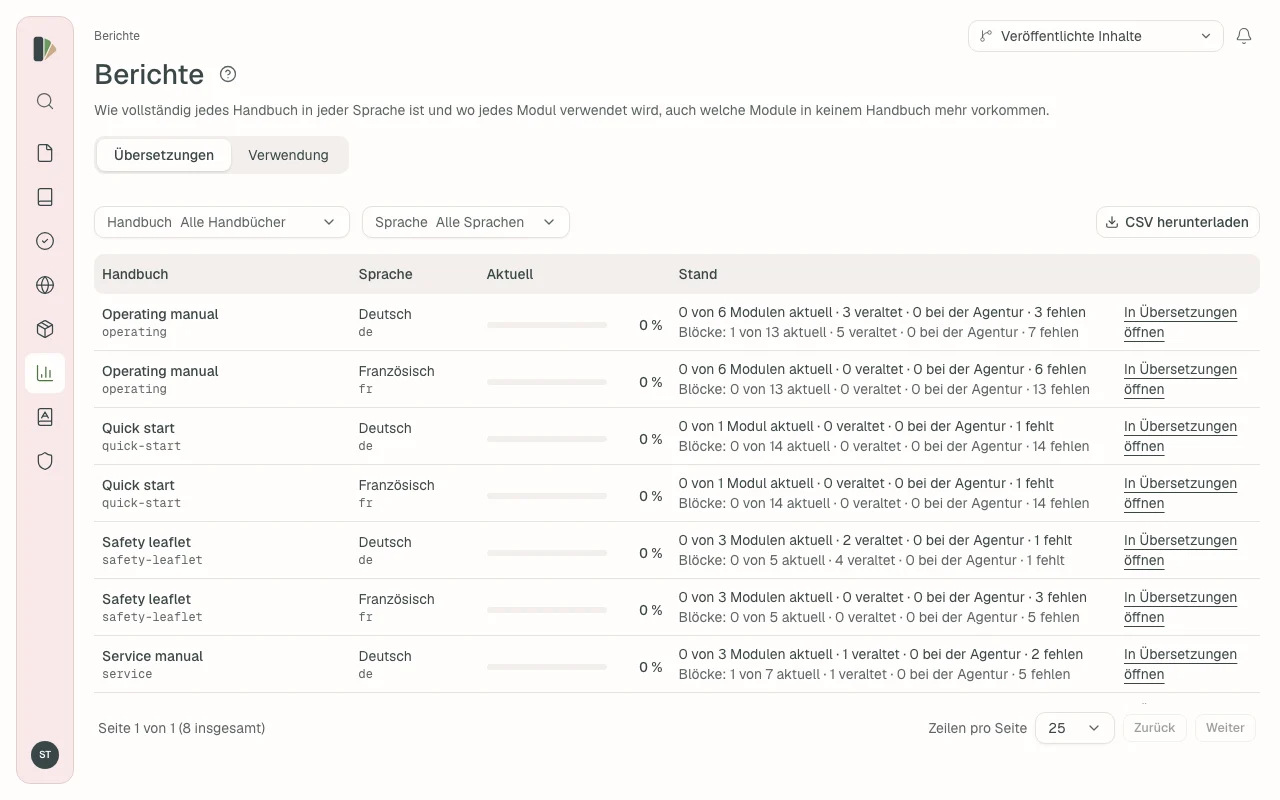 Berichte
Veröffentlichte Inhalte
Berichte
Wie vollständig jedes Handbuch in jeder Sprache ist und wo jedes Modul verwendet wird, auch welche Module in keinem Handbuch mehr vorkommen.
Übersetzungen Verwendung
Handbuch Alle Handbücher Sprache Alle Sprachen CSV herunterladen
Handbuch Sprache Aktuell Stand
Operating manual Deutsch 0 von 6 Modulen aktuell · 3 veraltet · 0 bei der Agentur · 3 fehlen In Übersetzungen
operating de 0 % Blöcke: 1 von 13 aktuell · 5 veraltet · 0 bei der Agentur · 7 fehlen öffnen
Operating manual Französisch 0 von 6 Modulen aktuell · 0 veraltet · 0 bei der Agentur · 6 fehlen In Übersetzungen
operating fr 0 % Blöcke: 0 von 13 aktuell · 0 veraltet · 0 bei der Agentur · 13 fehlen öffnen
Quick start Deutsch 0 von 1 Modul aktuell · 0 veraltet · 0 bei der Agentur · 1 fehlt In Übersetzungen
quick-start de 0 % Blöcke: 0 von 14 aktuell · 0 veraltet · 0 bei der Agentur · 14 fehlen öffnen
Quick start Französisch 0 von 1 Modul aktuell · 0 veraltet · 0 bei der Agentur · 1 fehlt In Übersetzungen
quick-start fr 0 % Blöcke: 0 von 14 aktuell · 0 veraltet · 0 bei der Agentur · 14 fehlen öffnen
Safety leaflet Deutsch 0 von 3 Modulen aktuell · 2 veraltet · 0 bei der Agentur · 1 fehlt In Übersetzungen
safety-leaflet de 0 % Blöcke: 0 von 5 aktuell · 4 veraltet · 0 bei der Agentur · 1 fehlt öffnen
Safety leaflet Französisch 0 von 3 Modulen aktuell · 0 veraltet · 0 bei der Agentur · 3 fehlen In Übersetzungen
safety-leaflet fr 0 % Blöcke: 0 von 5 aktuell · 0 veraltet · 0 bei der Agentur · 5 fehlen öffnen
Service manual Deutsch 0 von 3 Modulen aktuell · 1 veraltet · 0 bei der Agentur · 2 fehlen In Übersetzungen
service de 0 % Blöcke: 1 von 7 aktuell · 1 veraltet · 0 bei der Agentur · 5 fehlen öffnen
Seite 1 von 1 (8 insgesamt) Zeilen pro Seite 25 Zurück Weiter
ST